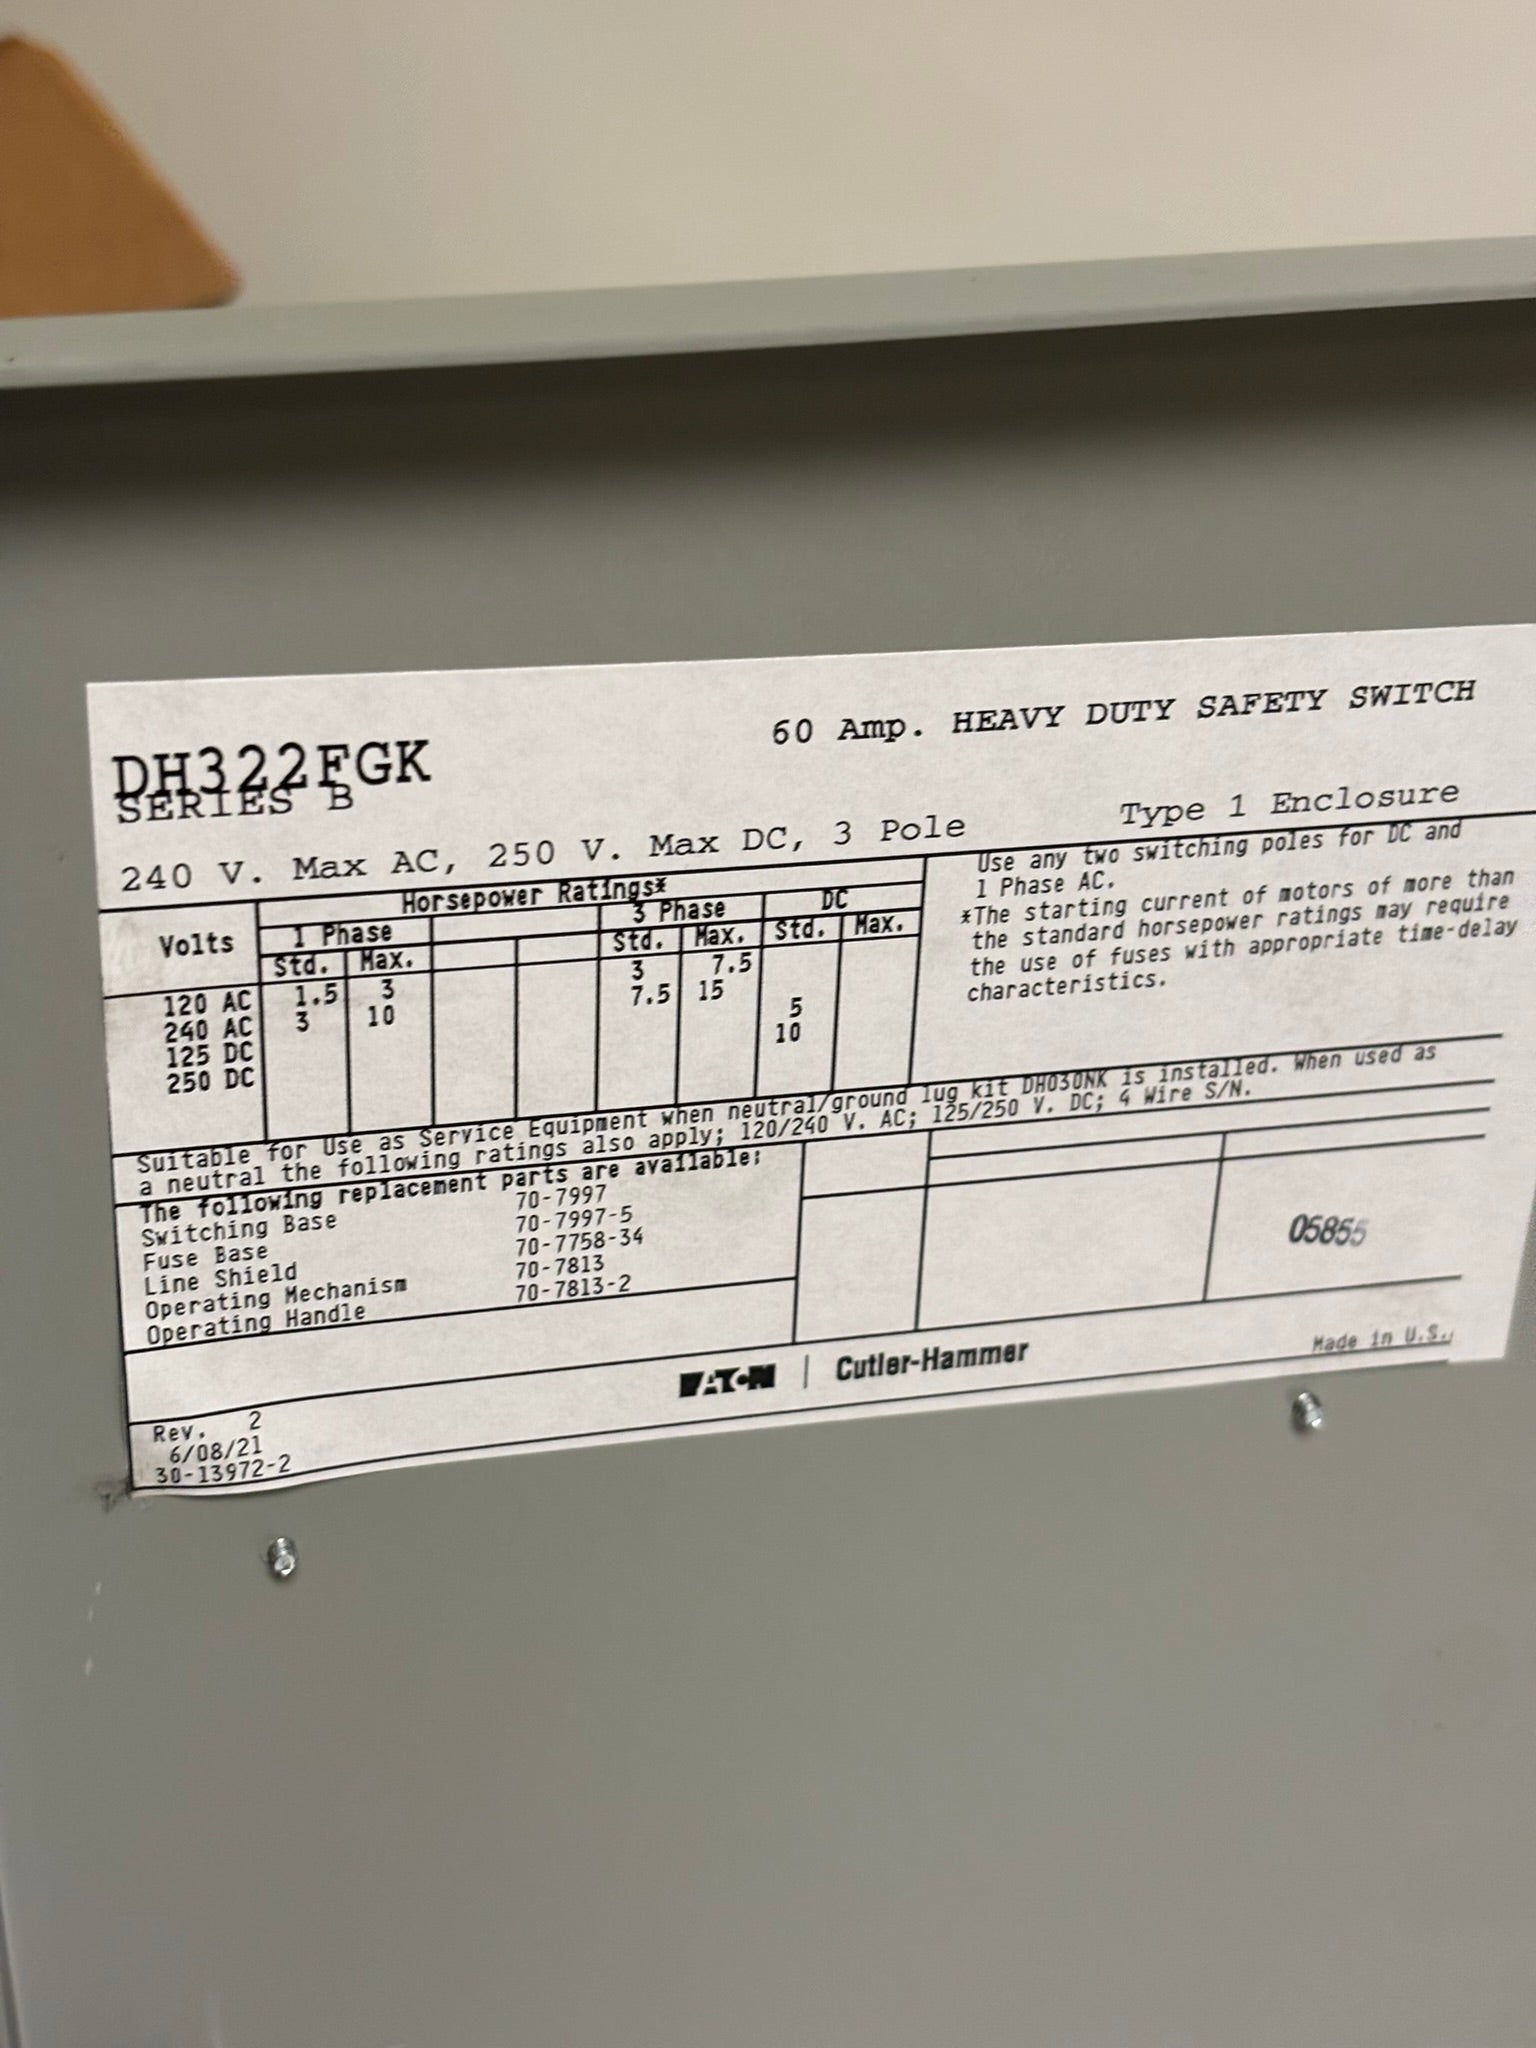 60 Amp. HEAVY DUTY SAFETY SWITCH
DH322FGK
SERIES B
Type 1 Enclosure
240 V. Max AC, 250 V. Max DC, 3 Pole
Use any two switching poles for DC and
1 Phase AC.
*The starting current of motors of more than
the standard horsepower ratings may require
the use of fuses with appropriate time-delay
characteristics.
Horsepower Ratings*
Volts 1 Phase 3 Phase DC
Std. Max. Std. Max. Std. Max.
120 AC 1.5 3 3 7.5
240 AC 3 10 7.5 15
125 DC 5
250 DC 10
Suitable for Use as Service Equipment when neutral/ground lug kit DH030NK is installed. When used as
a neutral the following ratings also apply; 120/240 V. AC; 125/250 V. DC; 4 Wire S/N.
The following replacement parts are available:
Switching Base 70-7997
Fuse Base 70-7997-5
Line Shield 70-7758-34
Operating Mechanism 70-7813
Operating Handle 70-7813-2
05855
EATON | Cutler-Hammer
Made in U.S.
Rev. 2
6/08/21
30-13972-2